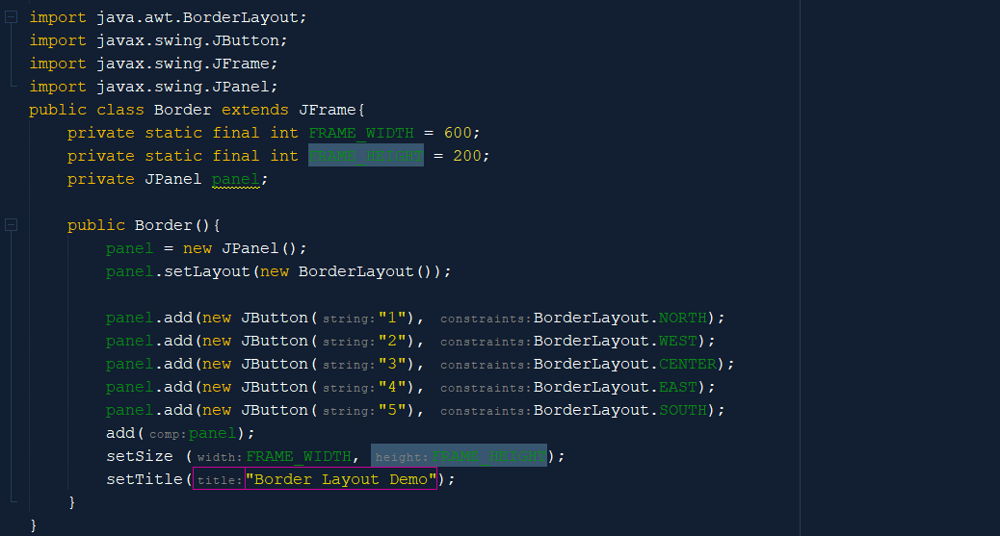 import java.awt.BorderLayout;
import javax.swing.JButton;
import javax.swing.JFrame;
import javax.swing.JPanel;
public class Border extends JFrame{
private static final int FRAME_WIDTH = 600;
private static final int FRAME_HEIGHT = 200;
private JPanel panel;
public Border(){
panel = new JPanel();
panel.setLayout(new BorderLayout());
panel.add(new JButton( string: "1"), constraints: BorderLayout.NORTH);
panel.add(new JButton( string: "2"), constraints: BorderLayout.WEST);
panel.add(new JButton( string: "3"), constraints: BorderLayout.CENTER);
panel.add(new JButton( string: "4"), constraints: BorderLayout.EAST);
panel.add(new JButton( string: "5"), constraints: BorderLayout.SOUTH);
add( comp: panel);
setSize ( width: FRAME_WIDTH, height: FRAME_HEIGHT);
setTitle( title: "Border Layout Demo");
}
}